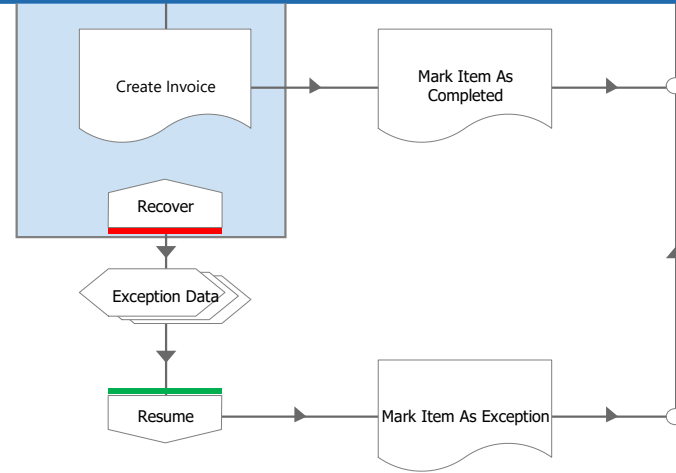 Create Invoice
Mark Item As
Completed
Recover
Exception Data
Resume
Mark Item As Exception